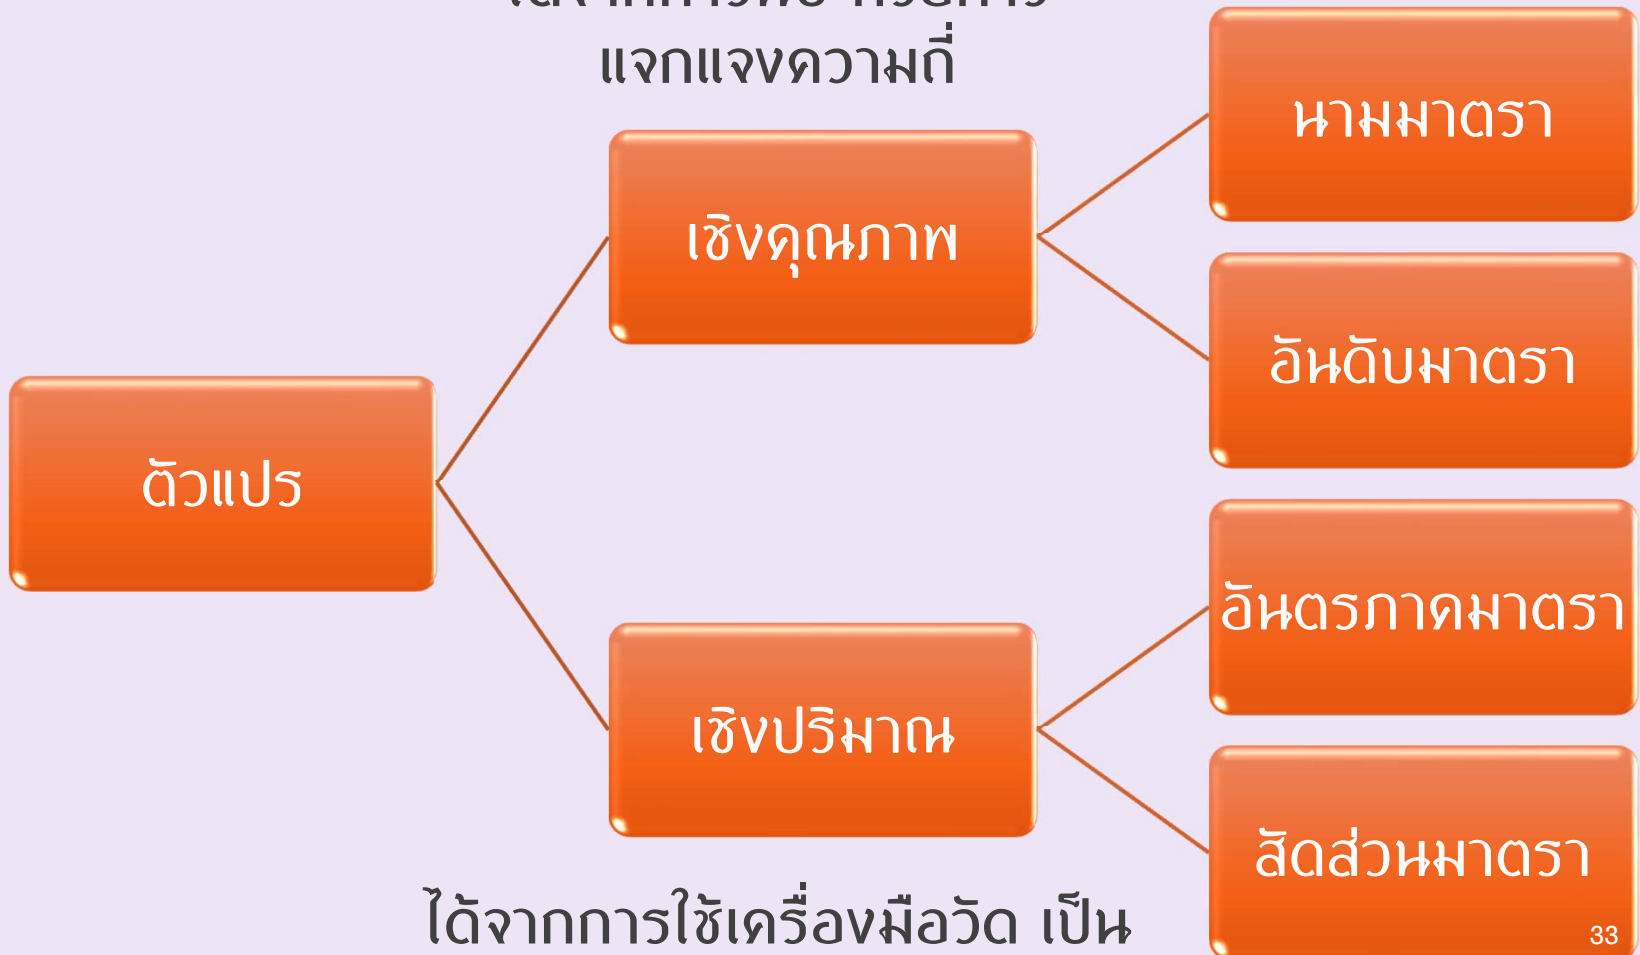 แจกแจงความถี่
นามมาตรา
เชิงคุณภาพ
อันดับมาตรา
ตัวแปร
อันตรภาคมาตรา
เชิงปริมาณ
สัดส่วนมาตรา
ได้จากการใช้เครื่องมือวัด เป็น
33